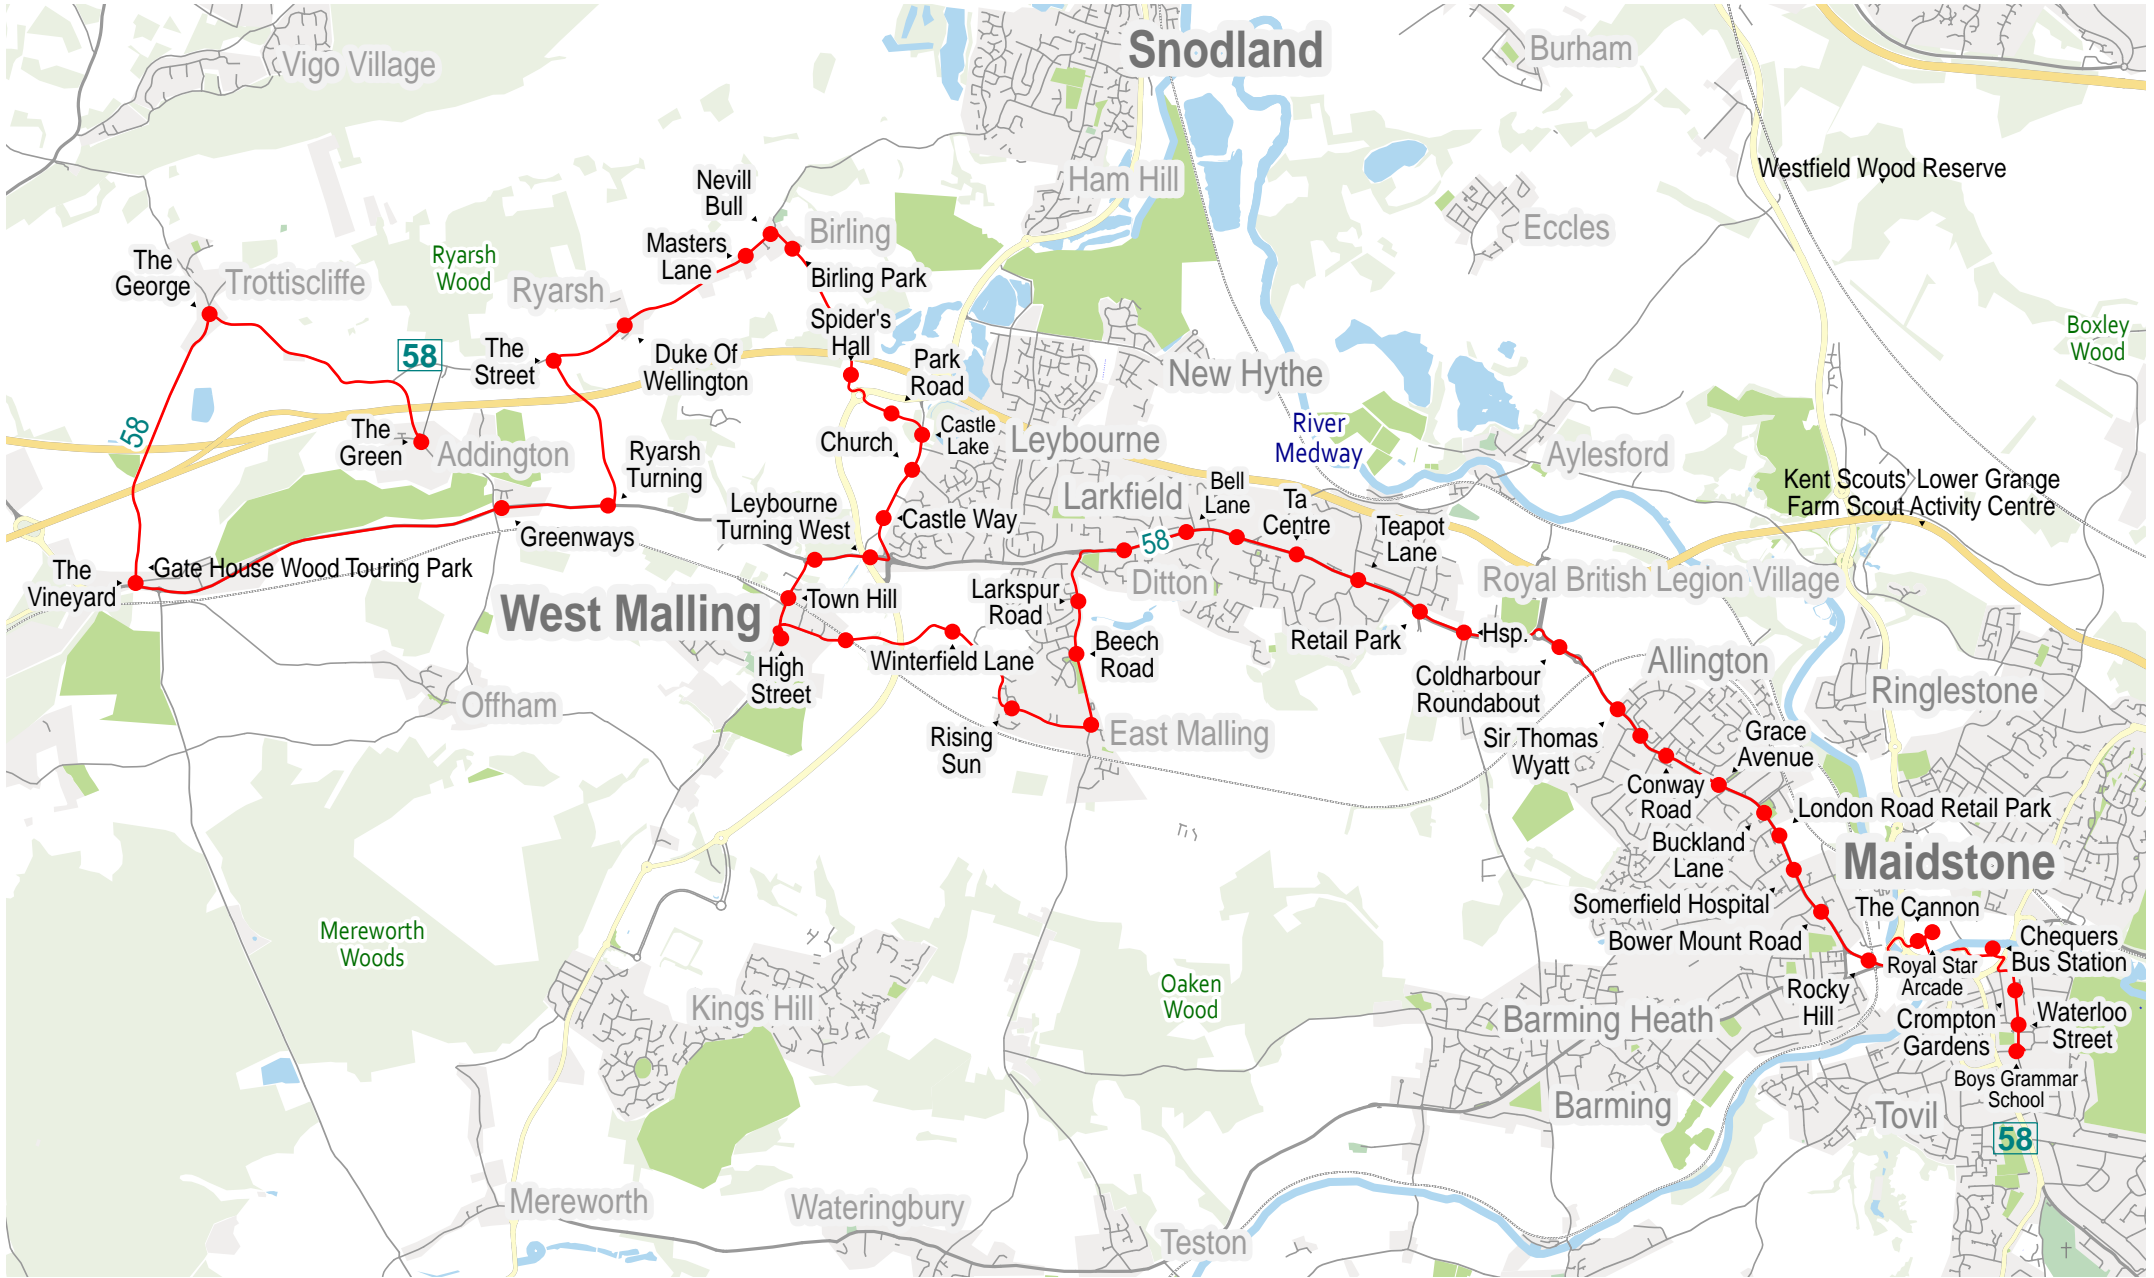 Snodland
Burham
Vigo Village
Westfield Wood Reserve
Nevill
Bull
Ham Hill
Eccles
Birling
Masters
Lane
Ryarsh
Wood
The
George
Trottiscliffe
Ryarsh
Birling Park
Spider's
Hall
Boxley
Wood
58
The
Street
Duke Of
Wellington
Park
Road
New Hythe
58
The
Green
Addington
Church
Castle
Lake
Leybourne
River
Medway
Aylesford
Ryarsh
Turning
Kent Scouts' Lower Grange
Farm Scout Activity Centre
Leybourne
Turning West
Castle Way
Larkfield
Bell
Lane
Ta
Centre
Teapot
Lane
Greenways
58
The
Vineyard
Gate House Wood Touring Park
Ditton
Royal British Legion Village
West Malling
Town Hill
Larkspur
Road
Retail Park
Hsp.
Beech
Road
High
Street
Winterfield Lane
Coldharbour
Roundabout
Allington
Ringlestone
Offham
Rising
Sun
East Malling
Sir Thomas
Wyatt
Grace
Avenue
Conway
Road
London Road Retail Park
Buckland
Lane
Maidstone
Somerfield Hospital
The Cannon
Mereworth
Woods
Bower Mount Road
Chequers
Bus Station
Royal Star
Arcade
Oaken
Wood
Kings Hill
Rocky
Hill
Barming Heath
Crompton
Gardens
Waterloo
Street
Boys Grammar
School
Barming
Tovil
58
Mereworth
Wateringbury
Teston